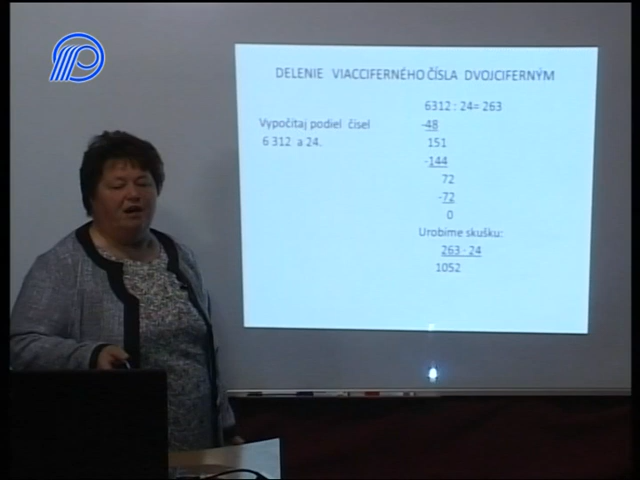 DELENIE VIACCIFERNÉHO ČÍSLA DVOJCIFERNÝM
Vypočítaj podiel čísel
6 312 a 24.
6312 : 24= 263
-48
151
-144
72
-72
0
Urobíme skušku:
263 · 24
1052